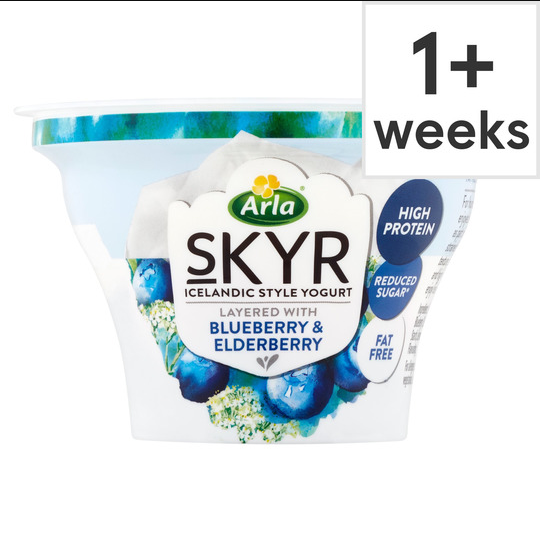 1+
weeks
Arla
SKYR
ICELANDIC STYLE YOGURT
LAYERED WITH
BLUEBERRY &
ELDERBERRY
HIGH
PROTEIN
REDUCED
SUGAR*
FAT
FREE